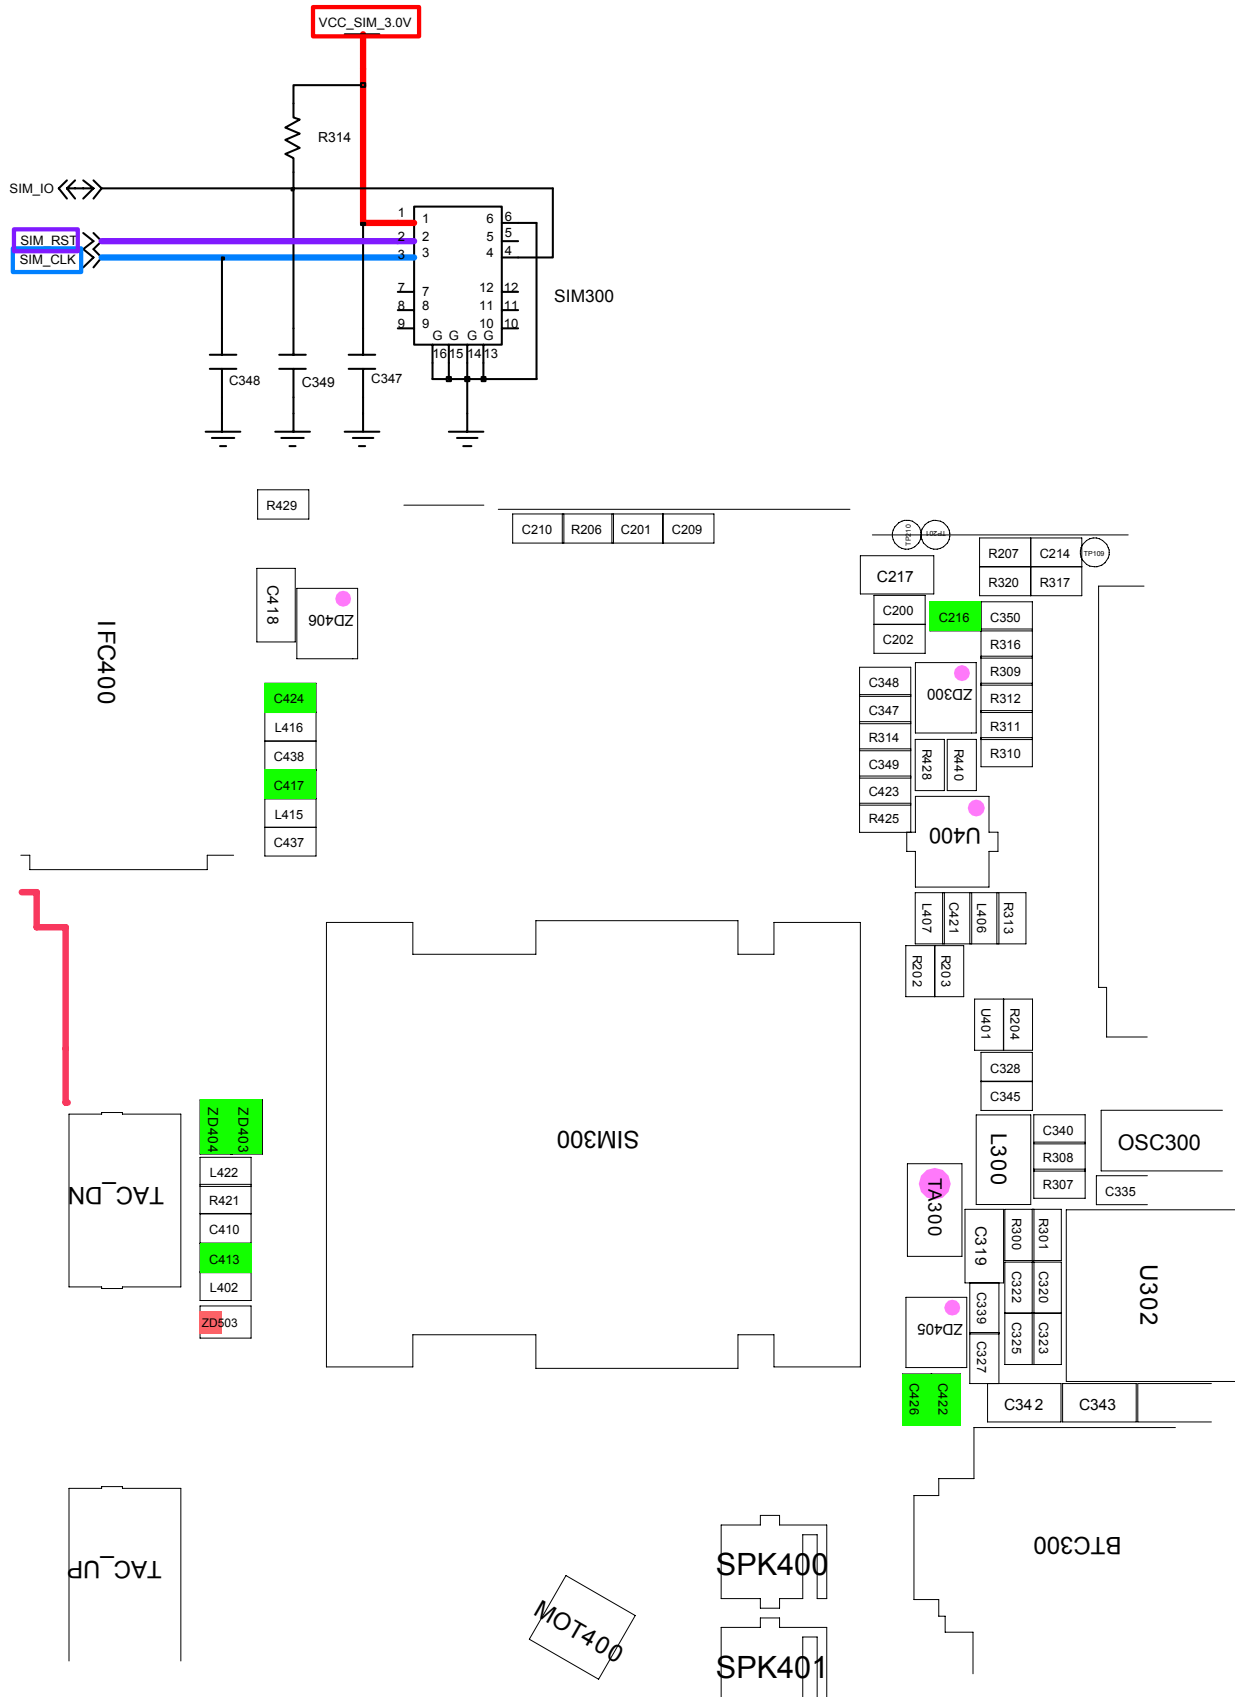 VCC_SIM_3.0V
R314
SIM_IO
SIM_RST
SIM_CLK
1 1 6 6
2 2 5 5
3 3 4 4
7 7 12 12
8 8 11 11
9 9 10 10
G G G G
16 15 14 13
SIM300
C348
C349
C347
R429
C210 R206 C201 C209
TP210 TP201
R207 C214 TP109
R320 R317
C217
C200
C202
C216 C350
R316
R309
R312
R311
R310
IFC400
C418
ZD406
C424
L416
C438
C417
L415
C437
C348
C347
R314
C349
C423
R425
ZD300
R428 R440
U400
L407 C421 L406 R313
R202 R203
U401 R204
C328
C345
ZD404 ZD403
L422
R421
C410
C413
L402
ZD503
TAC_DN
SIM300
L300
C340
R308
R307
OSC300
C335
TA300
C319
R300 R301
C322 C320
C325 C323
C339
C327
ZD405
U302
C426 C422
C342 C343
TAC_UP
SPK400
BTC300
MOT400
SPK401